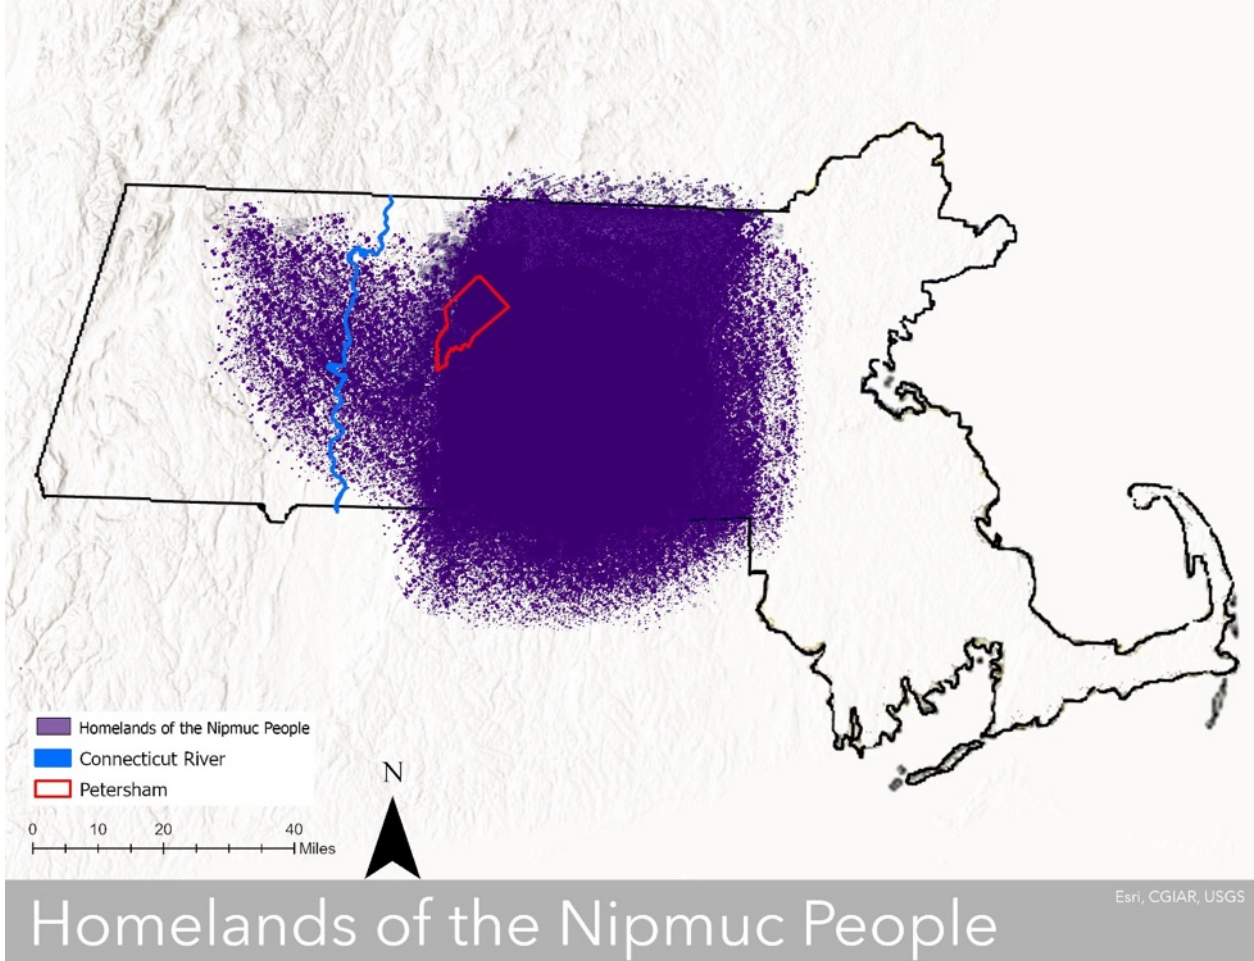 Homelands of the Nipmuc People
Connecticut River
Petersham
N
0 10 20 40
Miles
Esri, CGIAR, USGS
Homelands of the Nipmuc People